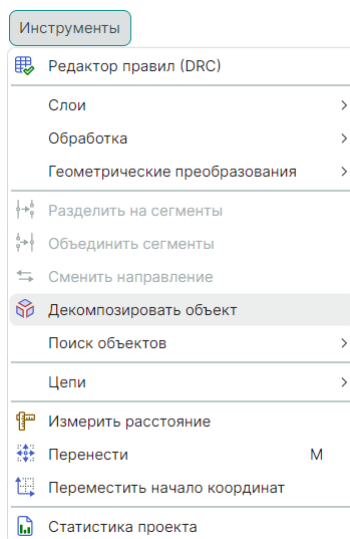 Инструменты
Редактор правил (DRC)
Слои
Обработка
Геометрические преобразования
Разделить на сегменты
Объединить сегменты
Сменить направление
Декомпозировать объект
Поиск объектов
Цепи
Измерить расстояние
Перенести M
Переместить начало координат
Статистика проекта